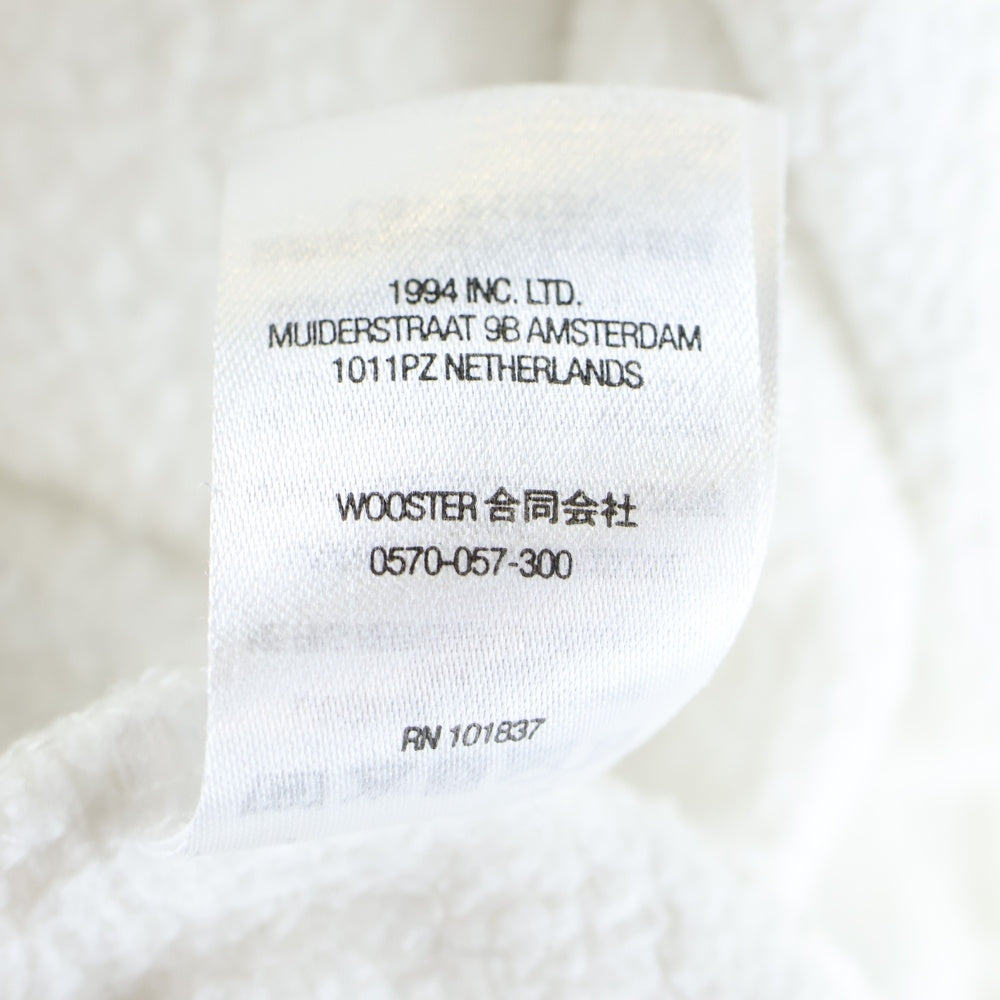 1994 INC. LTD.
MUIDERSTRAAT 9B AMSTERDAM
1011PZ NETHERLANDS
WOOSTER 合同会社
0570-057-300
RN 101837